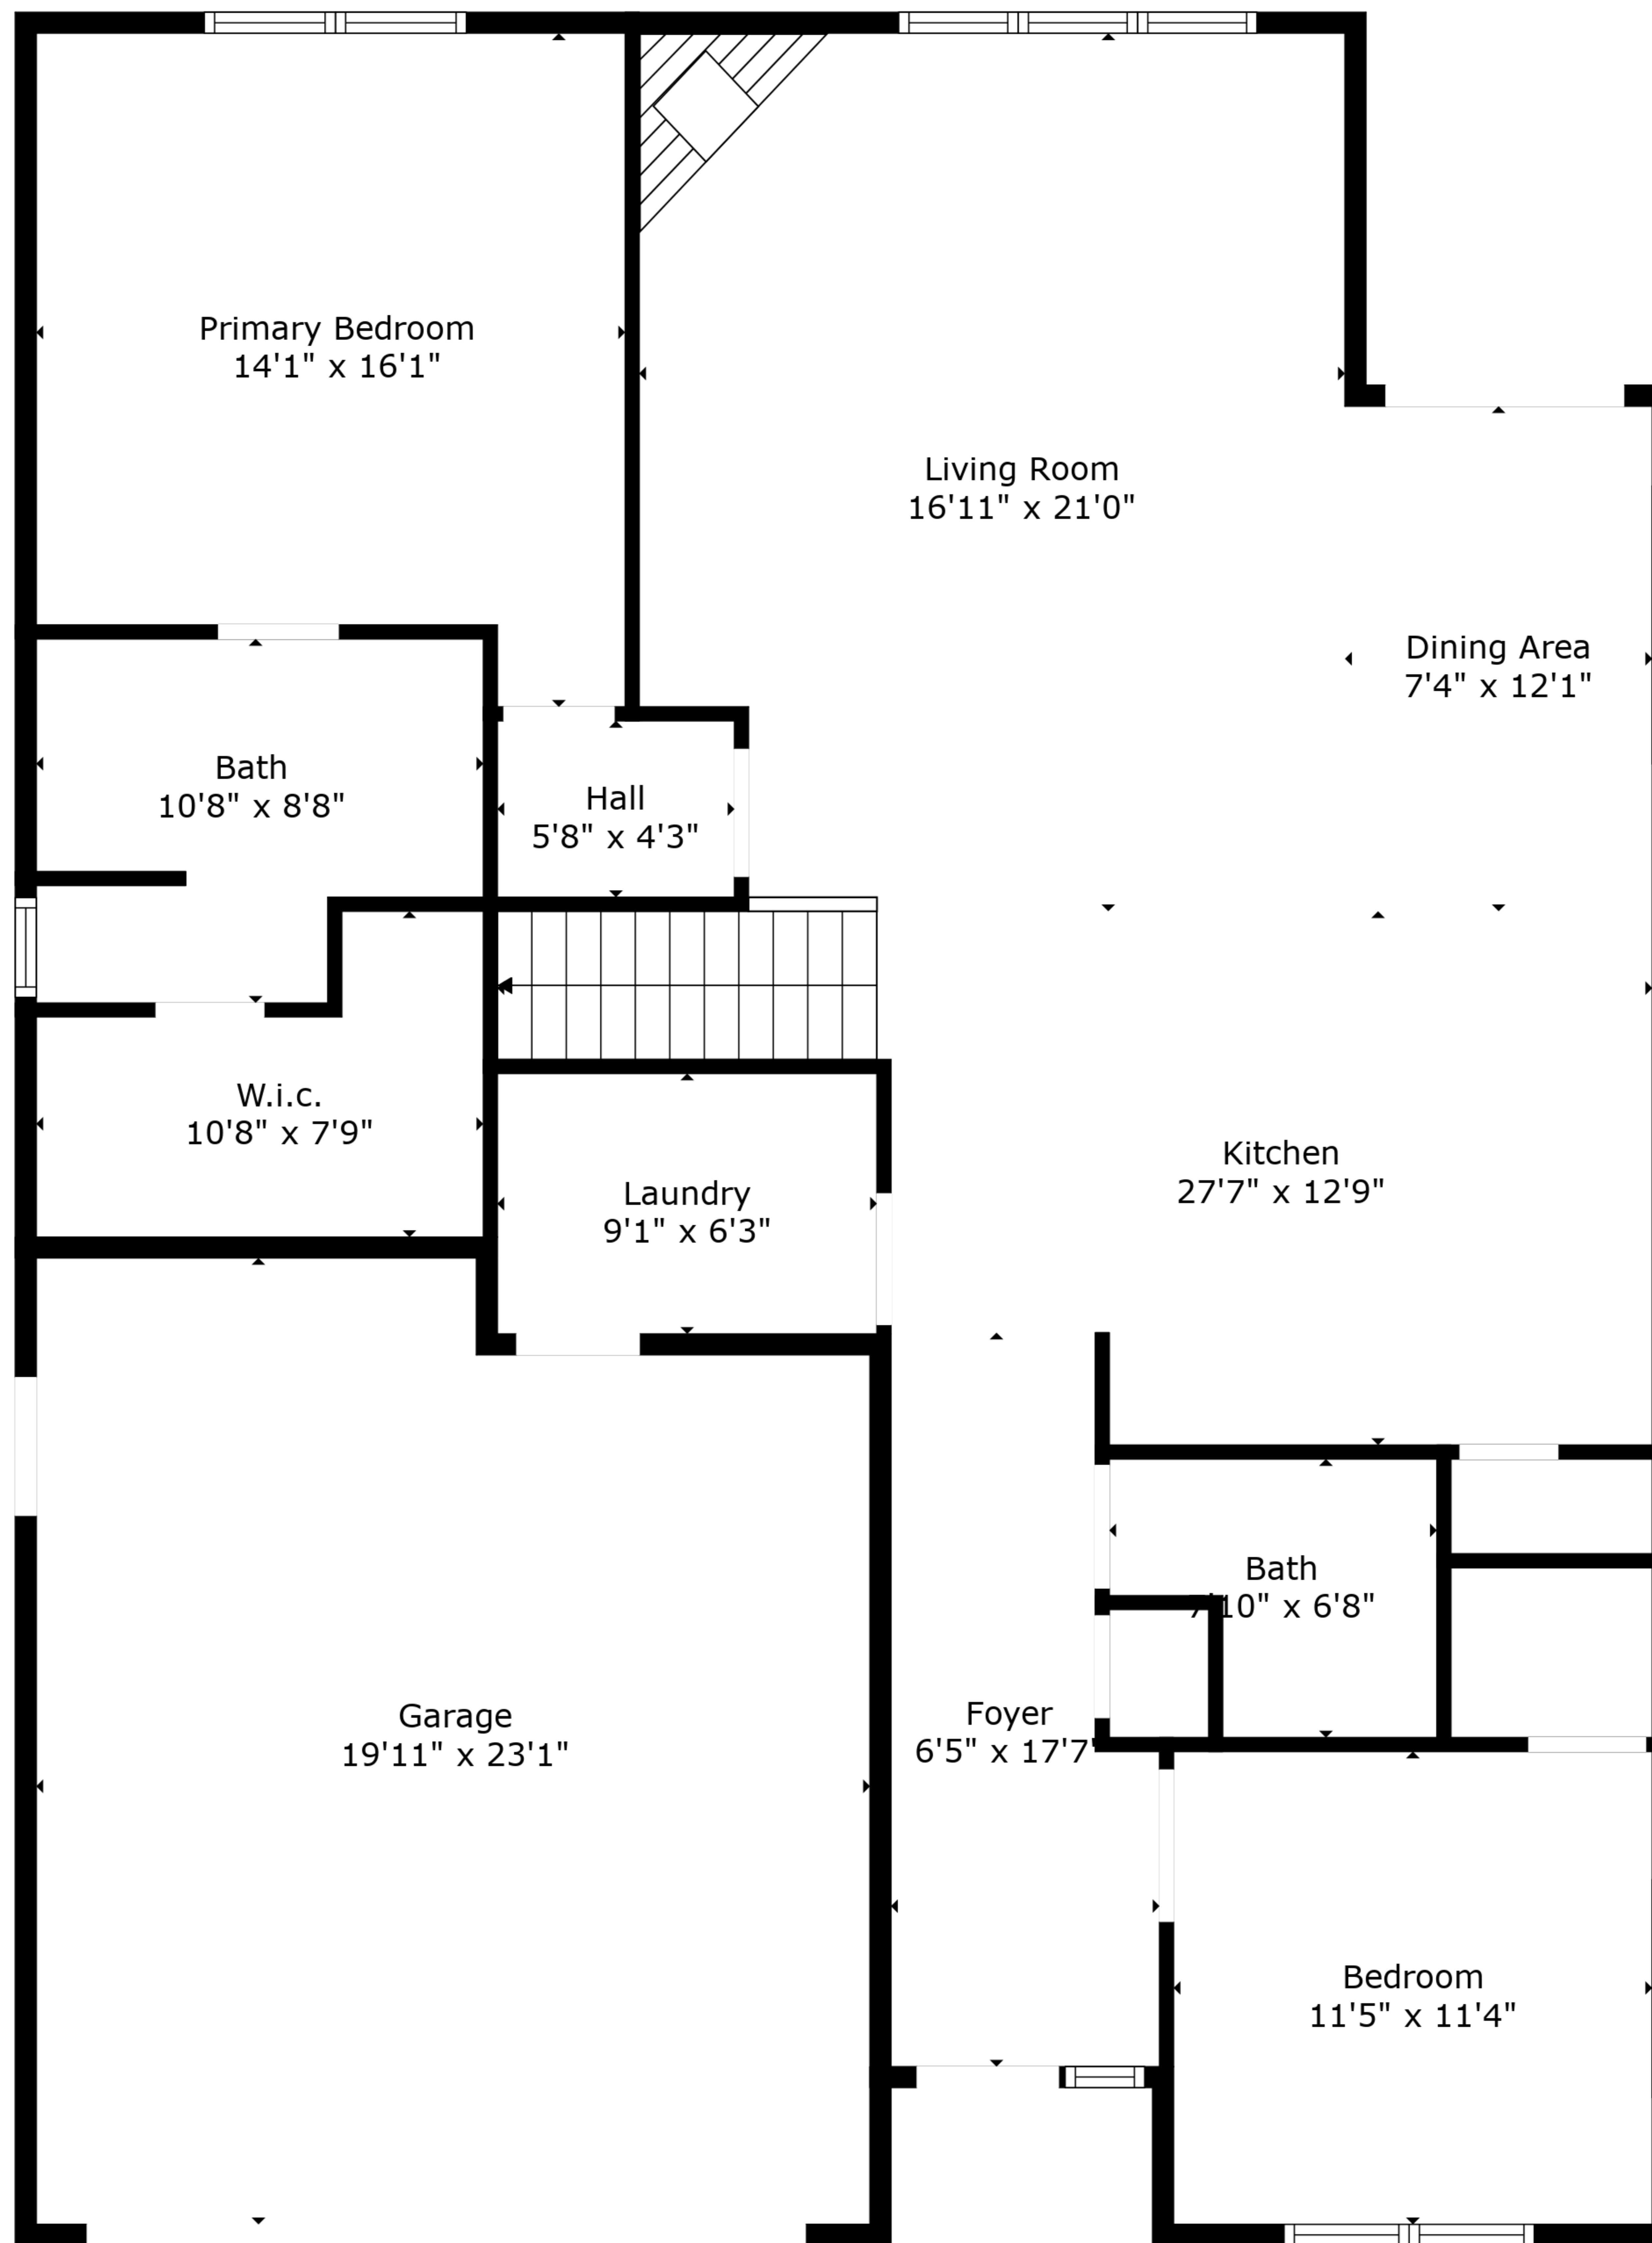 Primary Bedroom
14'1" x 16'1"
Living Room
16'11" x 21'0"
Dining Area
7'4" x 12'1"
Bath
10'8" x 8'8"
Hall
5'8" x 4'3"
W.i.c.
10'8" x 7'9"
Laundry
9'1" x 6'3"
Kitchen
27'7" x 12'9"
Bath
7'10" x 6'8"
Garage
19'11" x 23'1"
Foyer
6'5" x 17'7"
Bedroom
11'5" x 11'4"